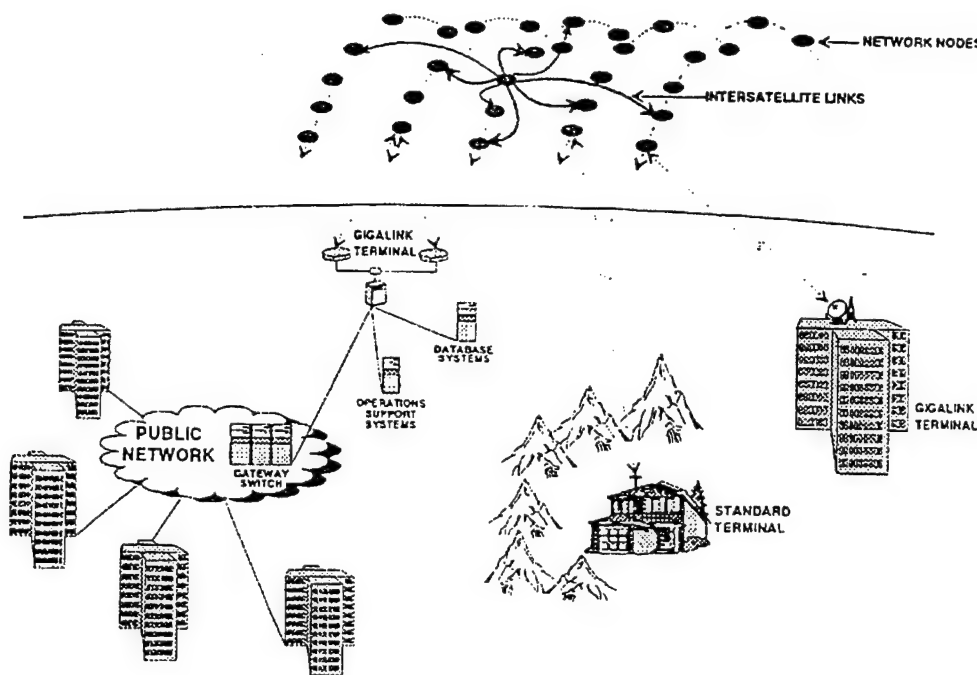 NETWORK NODES
INTERSATELLITE LINKS
GIGALINK
TERMINAL
DATABASE
SYSTEMS
OPERATIONS
SUPPORT
SYSTEMS
PUBLIC
NETWORK
GATEWAY
SWITCH
GIGALINK
TERMINAL
STANDARD
TERMINAL